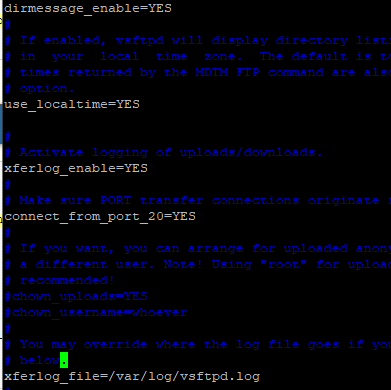 dirmessage_enable=YES
#
# If enabled, vsftpd will display directory list
# in  your  local  time  zone.  The default is t
# times returned by the MDTM FTP command are als
# option.
use_localtime=YES
#
# Activate logging of uploads/downloads.
xferlog_enable=YES
#
# Make sure PORT transfer connections originate
connect_from_port_20=YES
#
# If you want, you can arrange for uploaded anon
# a different user. Note! Using "root" for uploa
# recommended!
#chown_uploads=YES
#chown_username=whoever
#
# You may override where the log file goes if yo
# below.
xferlog_file=/var/log/vsftpd.log